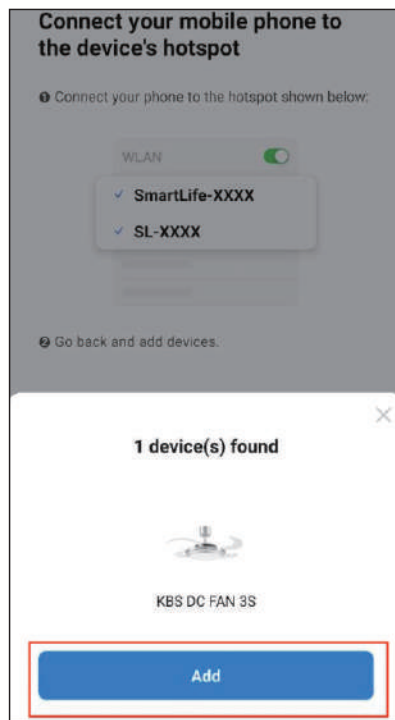 Connect your mobile phone to
the device's hotspot
❶ Connect your phone to the hotspot shown below:
WLAN
SmartLife-XXXX
SL-XXXX
❷ Go back and add devices.
1 device(s) found
KBS DC FAN 3S
Add